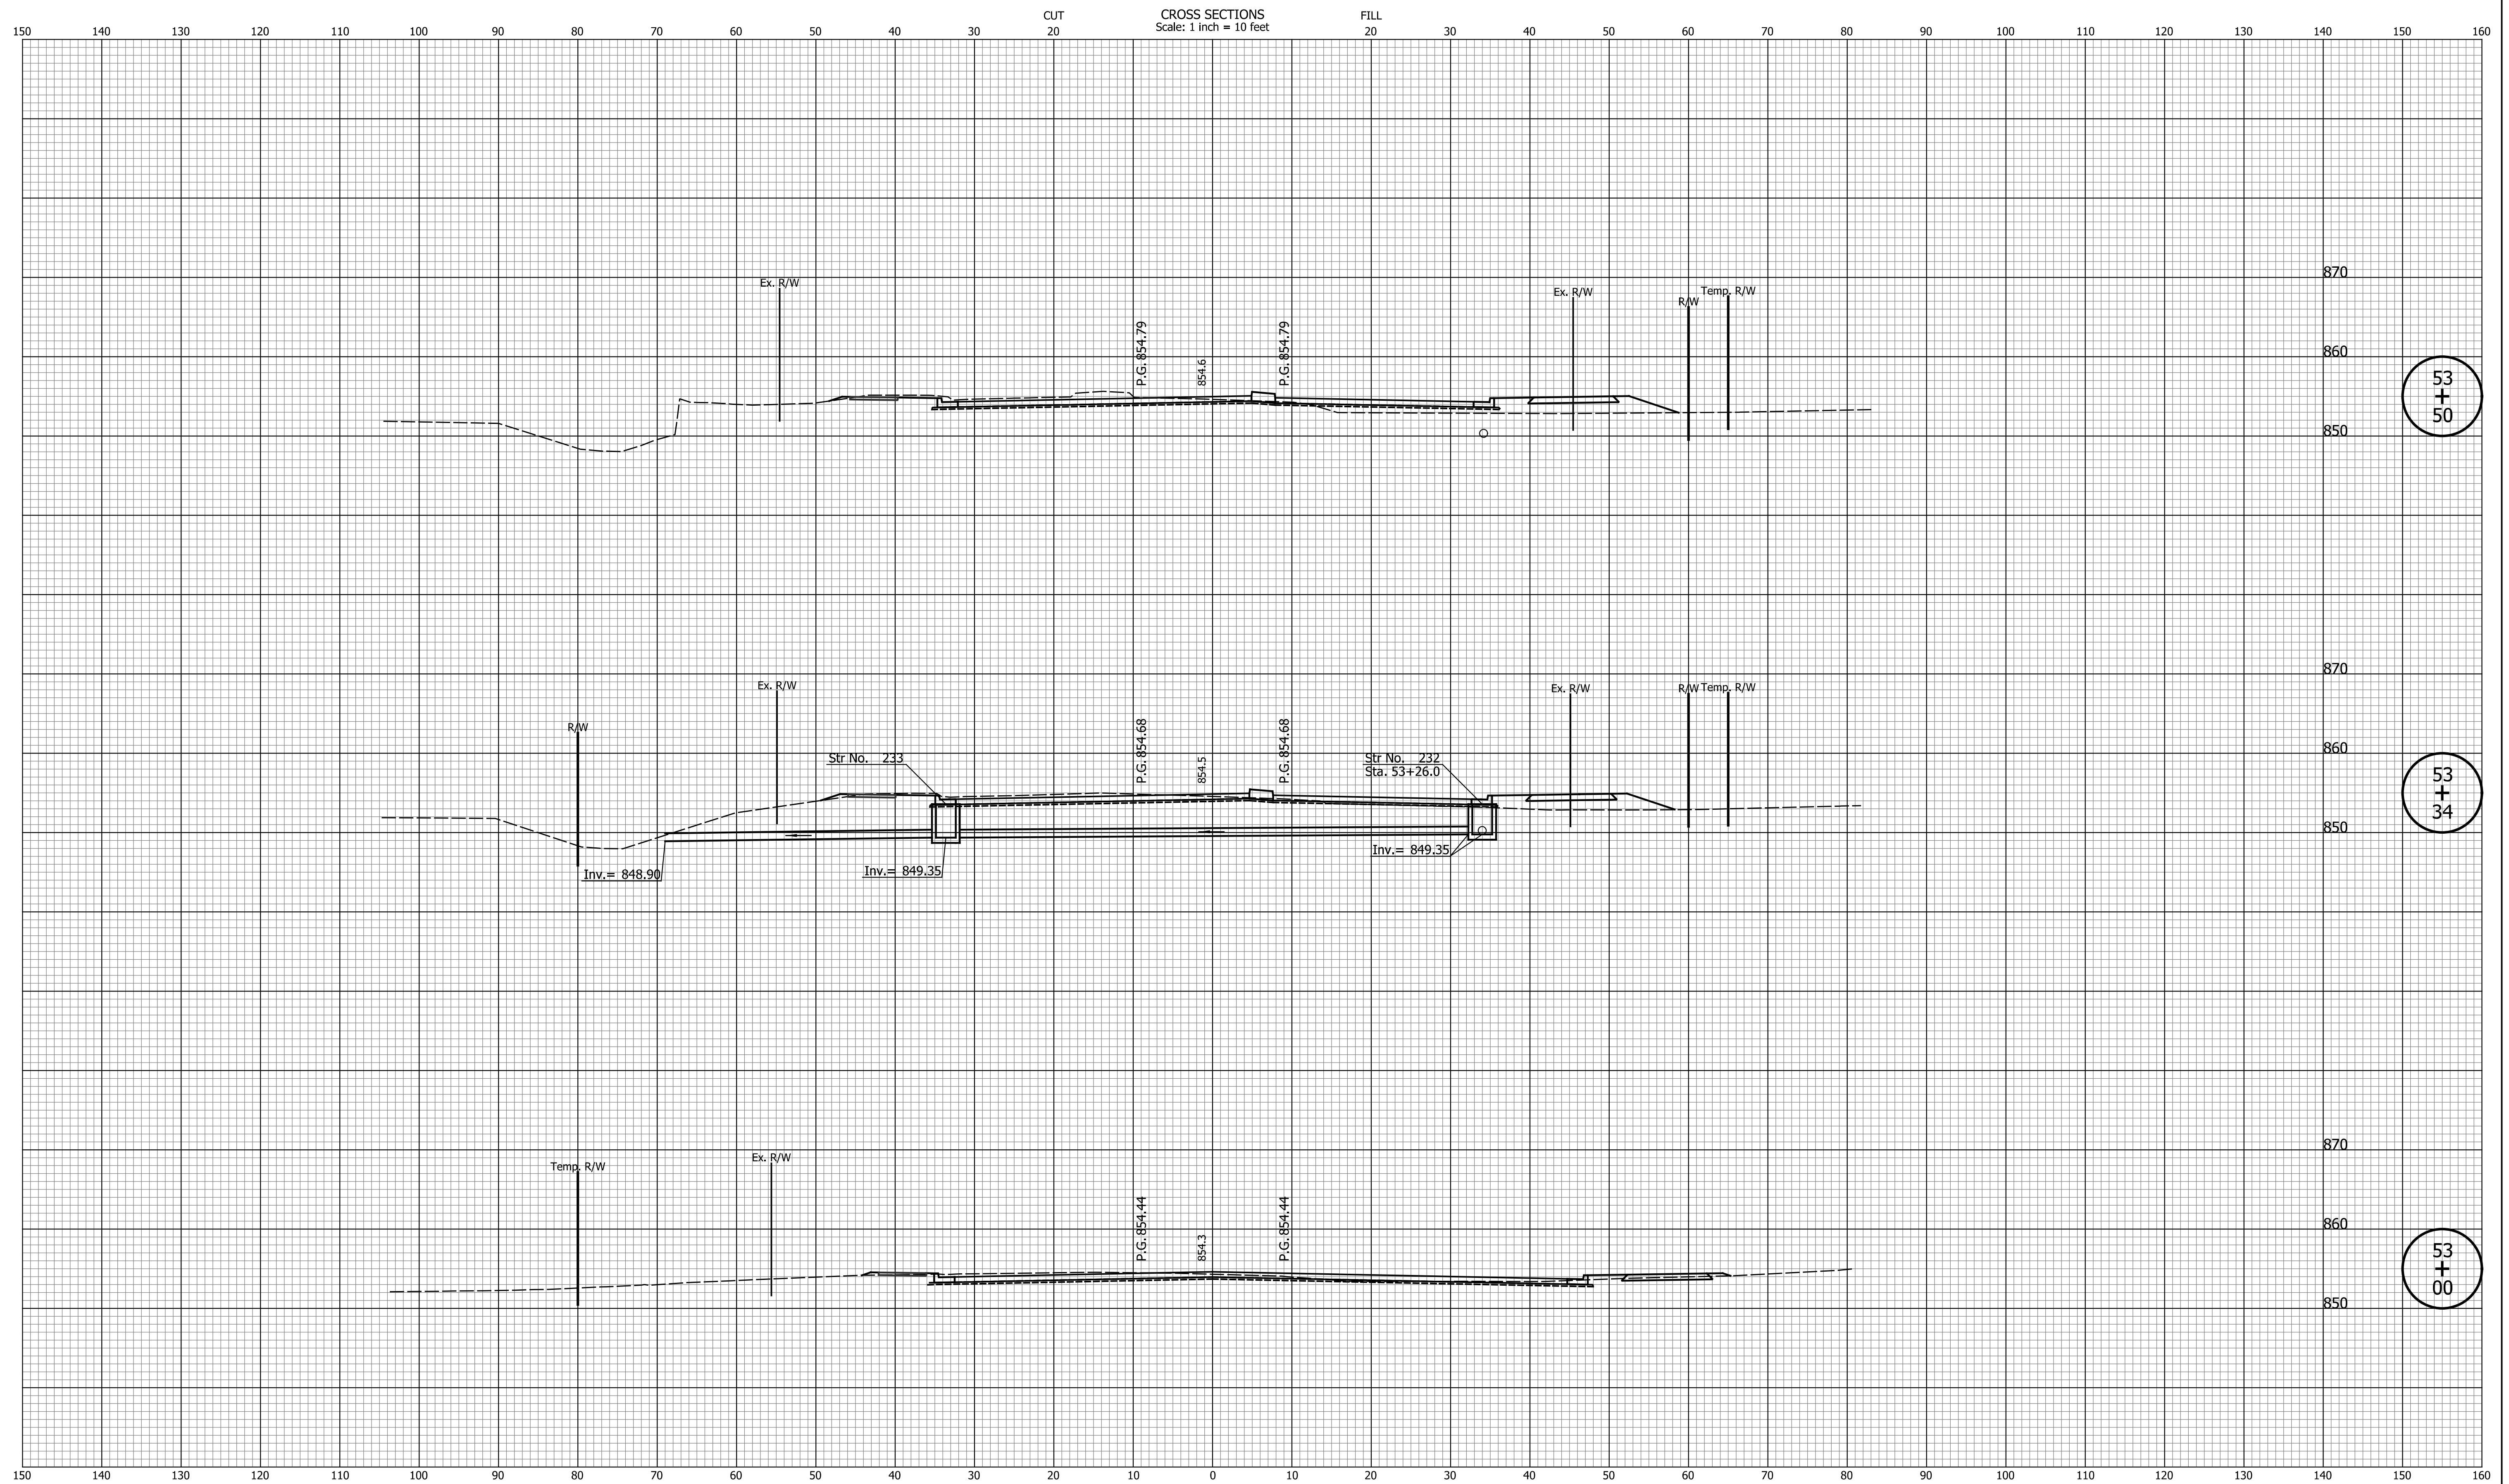 CUT CROSS SECTIONS FILL
Scale: 1 inch = 10 feet
150 140 130 120 110 100 90 80 70 60 50 40 30 20 10 0 10 20 30 40 50 60 70 80 90 100 110 120 130 140 150 160
870
Ex. R/W
Ex. R/W
R/W
Temp. R/W
P.G. 854.79
854.6
P.G. 854.79
860
53
+
50
850
870
R/W
Ex. R/W
Ex. R/W
R/W
Temp. R/W
P.G. 854.68
854.5
P.G. 854.68
860
Str No. 233
Str No. 232
Sta. 53+26.0
53
+
34
850
Inv.= 848.90
Inv.= 849.35
Inv.= 849.35
870
Temp. R/W
Ex. R/W
P.G. 854.44
854.3
P.G. 854.44
860
53
+
00
850
150 140 130 120 110 100 90 80 70 60 50 40 30 20 10 0 10 20 30 40 50 60 70 80 90 100 110 120 130 140 150 160